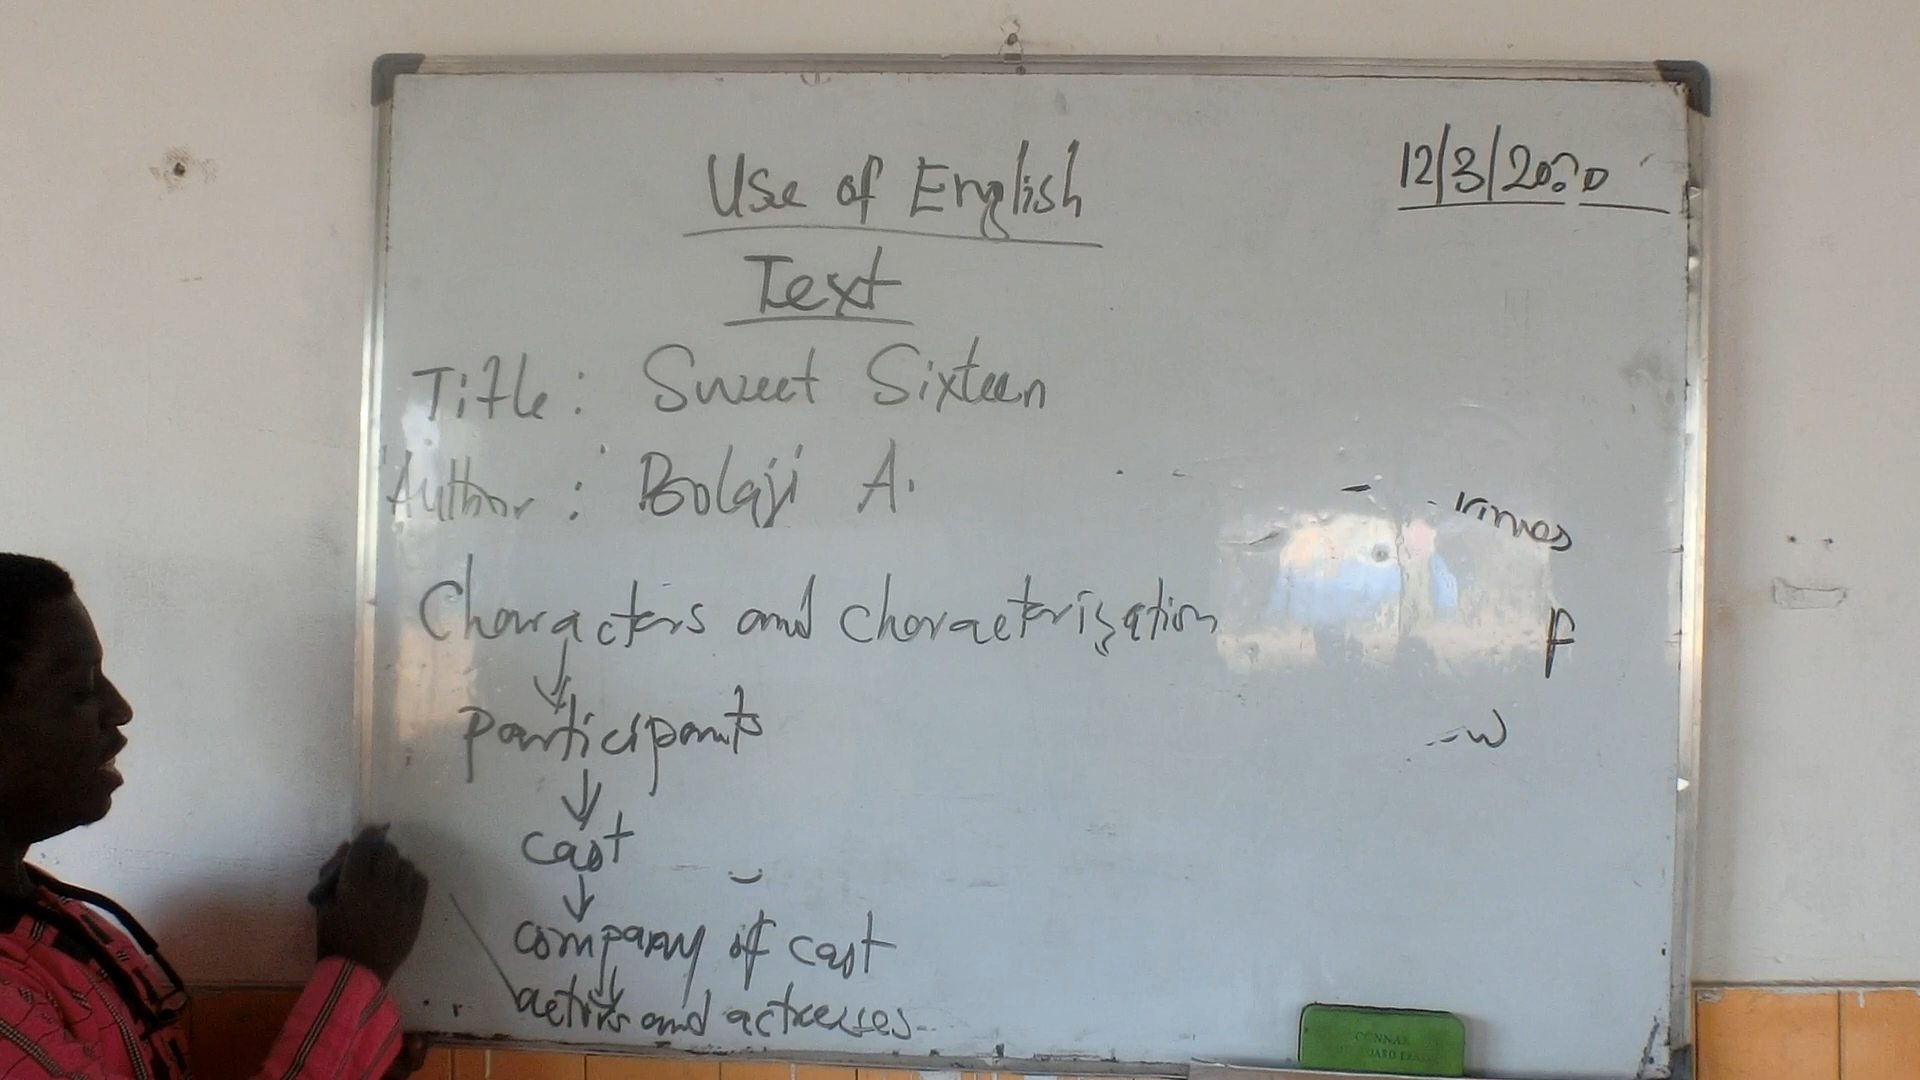 Use of English
12/3/2020
Text
Title: Sweet Sixteen
Author: Bolaji A.
Characters and characterization
participants
cast
company of cast
actors and actresses
F
w